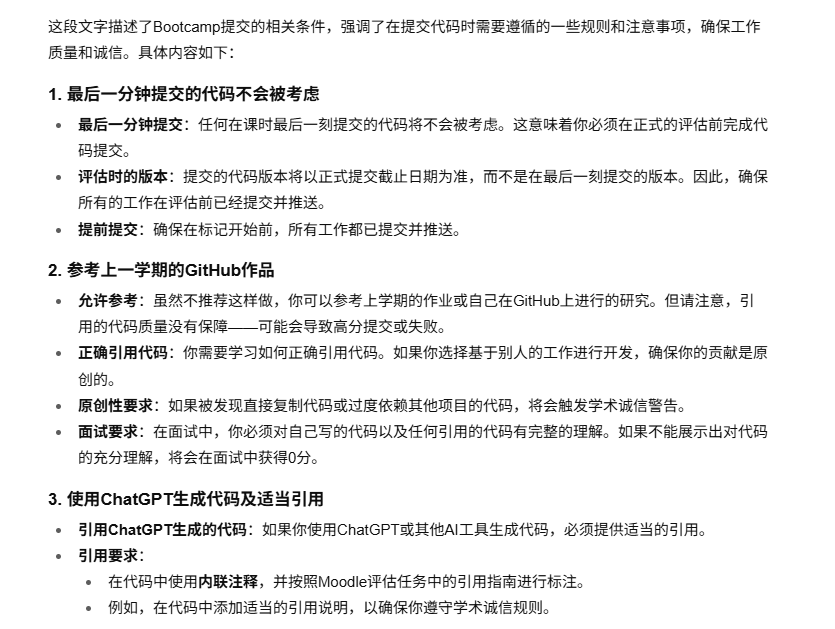 这段文字描述了Bootcamp提交的相关条件，强调了在提交代码时需要遵循的一些规则和注意事项，确保工作
质量和诚信。具体内容如下：
1. 最后一分钟提交的代码不会被考虑
• 最后一分钟提交：任何在课时最后一刻提交的代码将不会被考虑。这意味着你必须在正式的评估前完成代
码提交。
• 评估时的版本：提交的代码版本将以正式提交截止日期为准，而不是在最后一刻提交的版本。因此，确保
所有的工作在评估前已经提交并推送。
• 提前提交：确保在标记开始前，所有工作都已提交并推送。
2. 参考上一学期的GitHub作品
• 允许参考：虽然不推荐这样做，你可以参考上学期的作业或自己在GitHub上进行的研究。但请注意，引
用的代码质量没有保障——可能会导致高分提交或失败。
• 正确引用代码：你需要学习如何正确引用代码。如果你选择基于别人的工作进行开发，确保你的贡献是原
创的。
• 原创性要求：如果被发现直接复制代码或过度依赖其他项目的代码，将会触发学术诚信警告。
• 面试要求：在面试中，你必须对自己写的代码以及任何引用的代码有完整的理解。如果不能展示出对代码
的充分理解，将会在面试中获得0分。
3. 使用ChatGPT生成代码及适当引用
• 引用ChatGPT生成的代码：如果你使用ChatGPT或其他AI工具生成代码，必须提供适当的引用。
• 引用要求：
• 在代码中使用内联注释，并按照Moodle评估任务中的引用指南进行标注。
• 例如，在代码中添加适当的引用说明，以确保你遵守学术诚信规则。